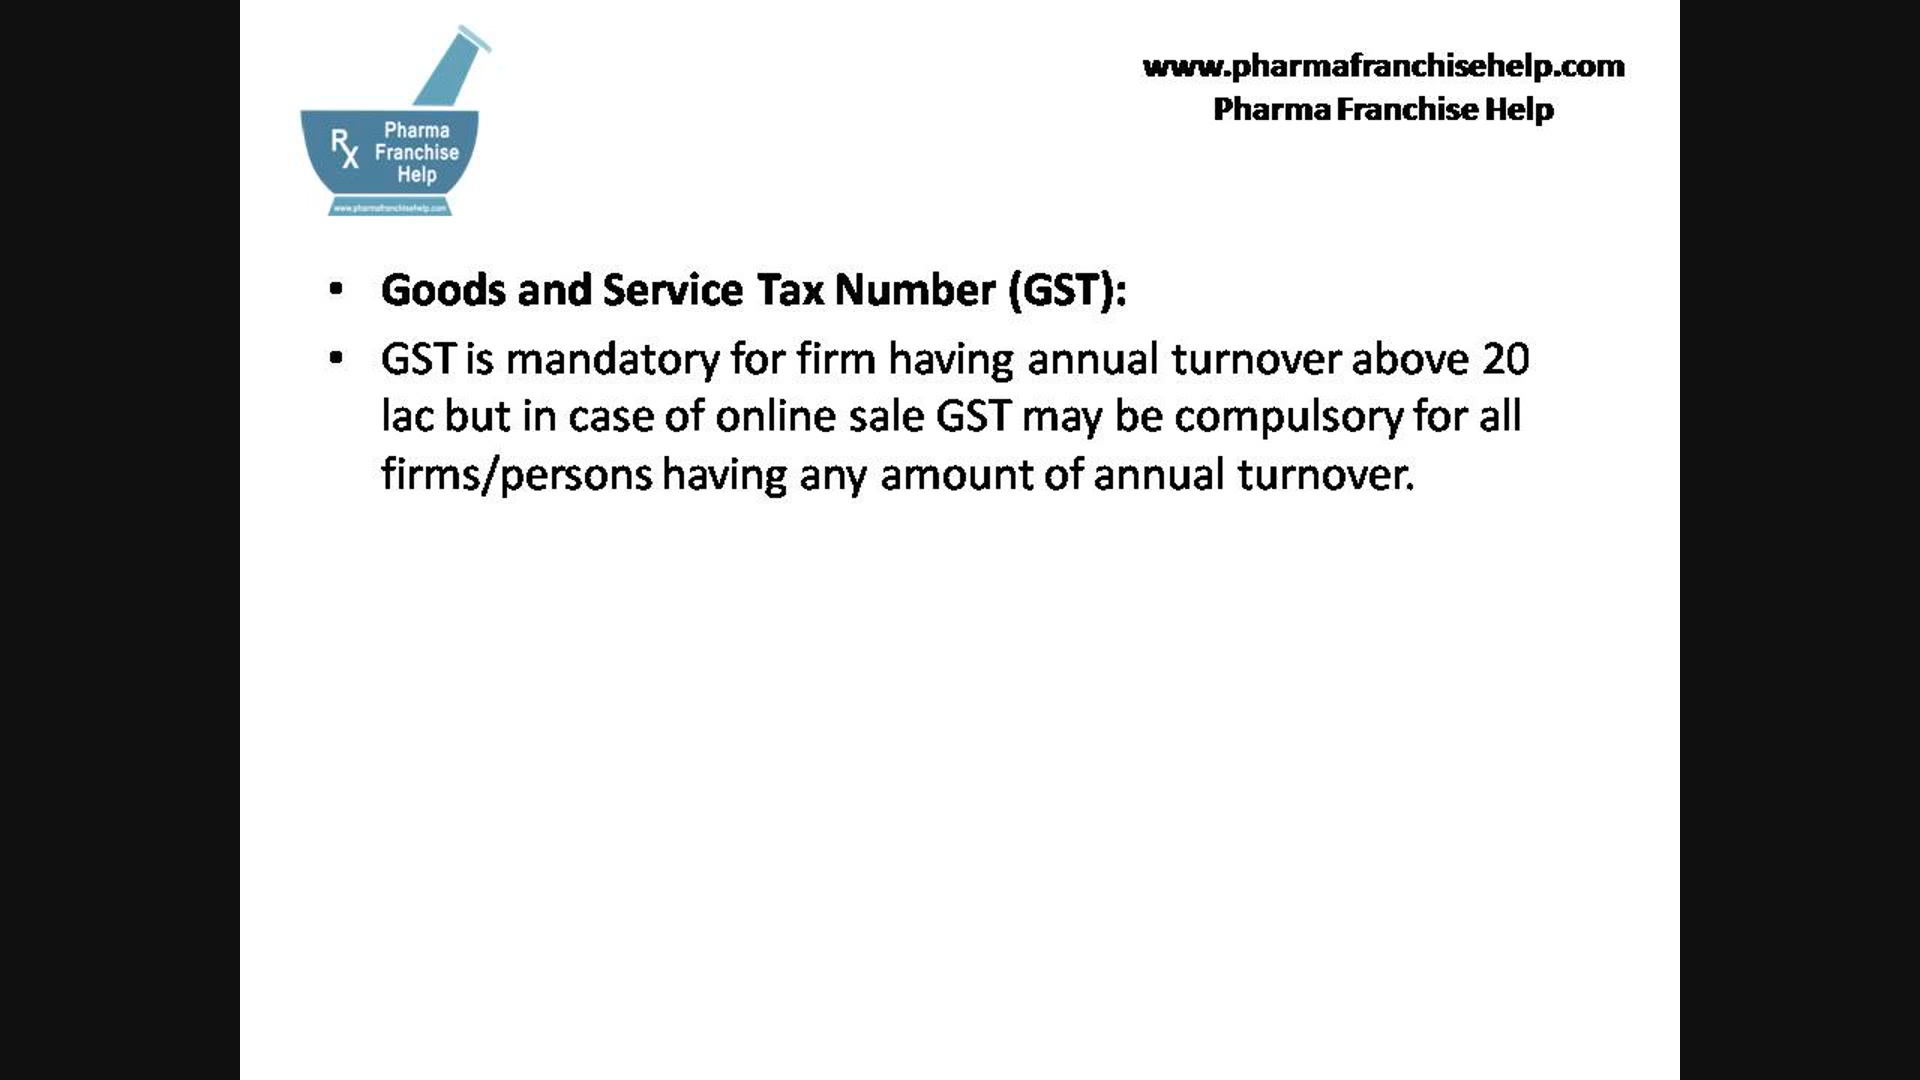 www.pharmafranchisehelp.com
Pharma Franchise Help
Rx
Pharma
Franchise
Help
www.pharmafranchisehelp.com
• Goods and Service Tax Number (GST):
• GST is mandatory for firm having annual turnover above 20
lac but in case of online sale GST may be compulsory for all
firms/persons having any amount of annual turnover.